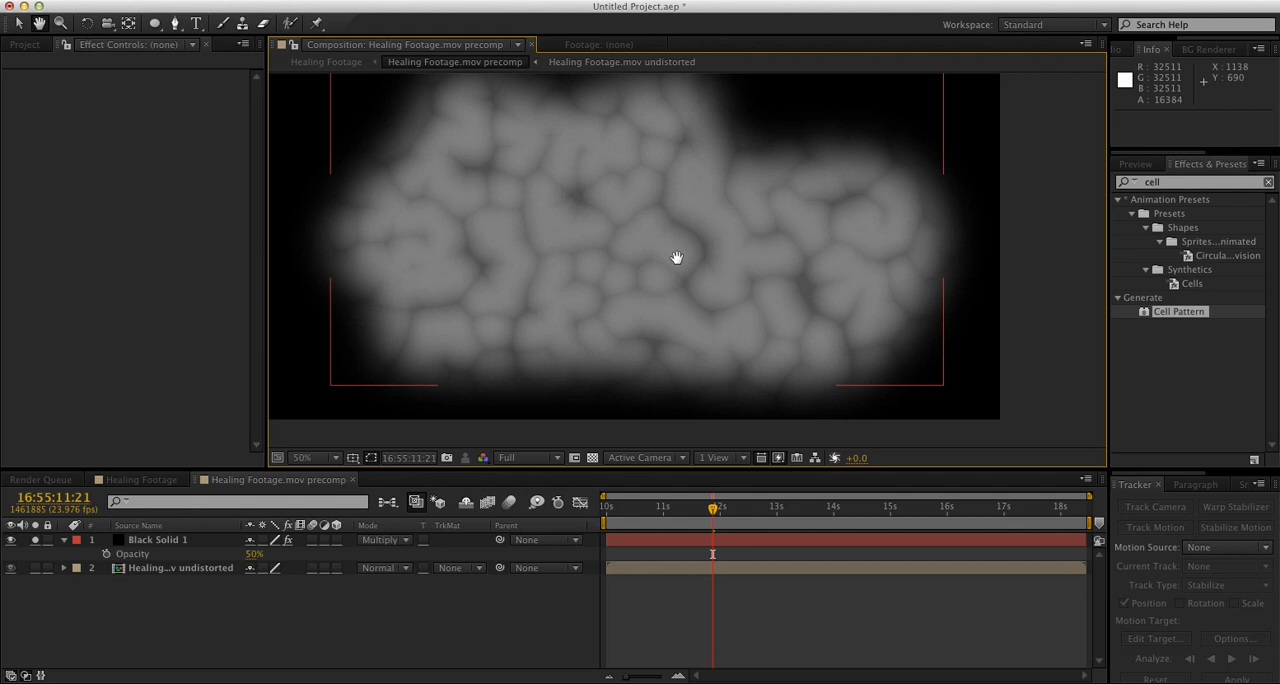 Untitled Project.aep *
Workspace: Standard
Search Help
Project
Effect Controls: (none)
Composition: Healing Footage.mov precomp
Footage: (none)
Info
BG Renderer
Healing Footage
Healing Footage.mov precomp
Healing Footage.mov undistorted
R: 32511
G: 32511
B: 32511
A: 16384
X: 1138
Y: 690
Preview
Effects & Presets
cell
* Animation Presets
Presets
Shapes
Sprites...nimated
Circula...vision
Synthetics
Cells
Generate
Cell Pattern
50%
16:55:11:21
Full
Active Camera
1 View
+0.0
Render Queue
Healing Footage
Healing Footage.mov precomp
Tracker
Paragraph
16:55:11:21
1461885 (23.976 fps)
10s
11s
2s
13s
14s
15s
16s
17s
18s
Track Camera
Warp Stabilizer
Track Motion
Stabilize Motion
#
Source Name
Mode
T
TrkMat
Parent
1
Black Solid 1
Multiply
None
Opacity
50%
2
Healing...v undistorted
Normal
None
None
Motion Source: None
Current Track: None
Track Type: Stabilize
Position
Rotation
Scale
Motion Target:
Edit Target...
Options...
Analyze:
Reset
Apply